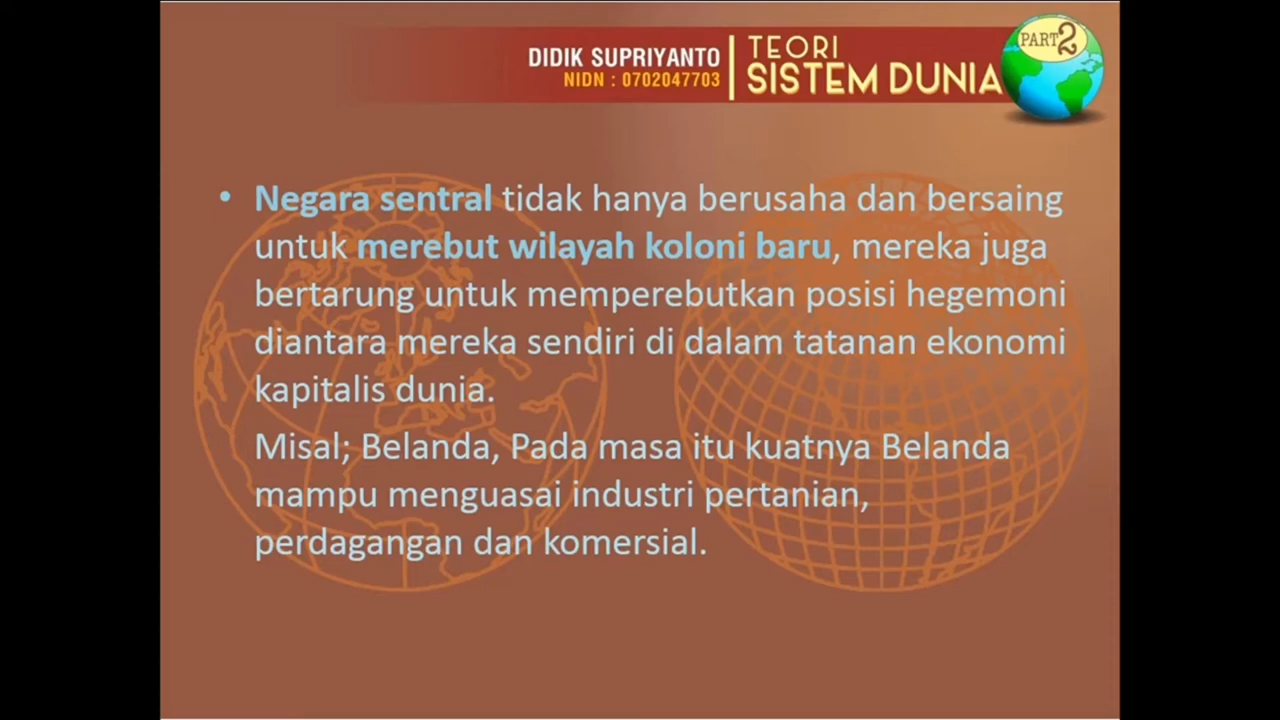 DIDIK SUPRIYANTO
NIDN : 0702047703
TEORI
SISTEM DUNIA
PART 2
• Negara sentral tidak hanya berusaha dan bersaing
untuk merebut wilayah koloni baru, mereka juga
bertarung untuk memperebutkan posisi hegemoni
diantara mereka sendiri di dalam tatanan ekonomi
kapitalis dunia.
Misal; Belanda, Pada masa itu kuatnya Belanda
mampu menguasai industri pertanian,
perdagangan dan komersial.